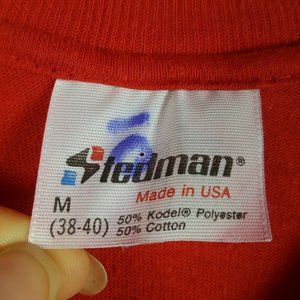 Stedman®
Made in USA
M
(38-40)
50% Kodel® Polyester
50% Cotton